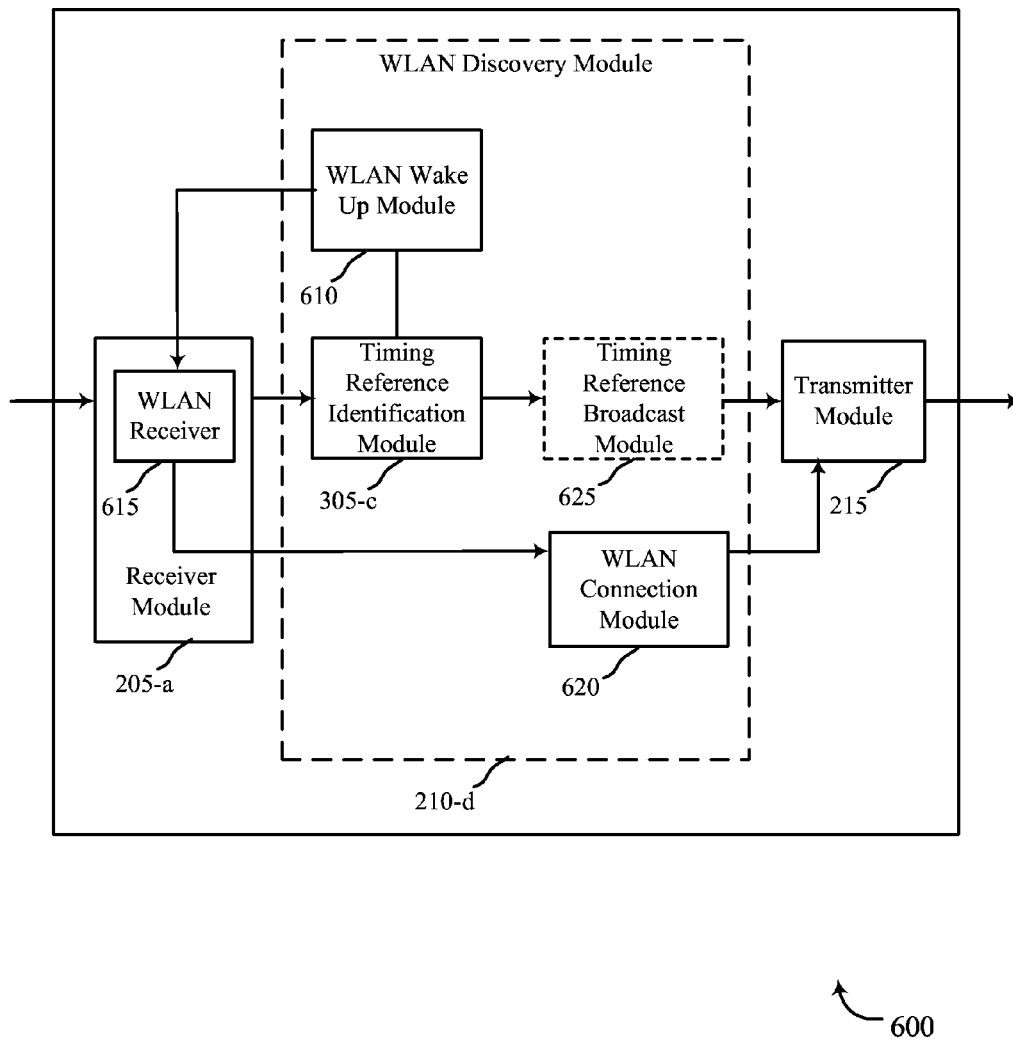 WLAN Discovery Module
WLAN Wake
Up Module
610
WLAN
Receiver
615
Receiver
Module
205-a
Timing
Reference
Identification
Module
305-c
Timing
Reference
Broadcast
Module
625
Transmitter
Module
215
WLAN
Connection
Module
620
210-d
600